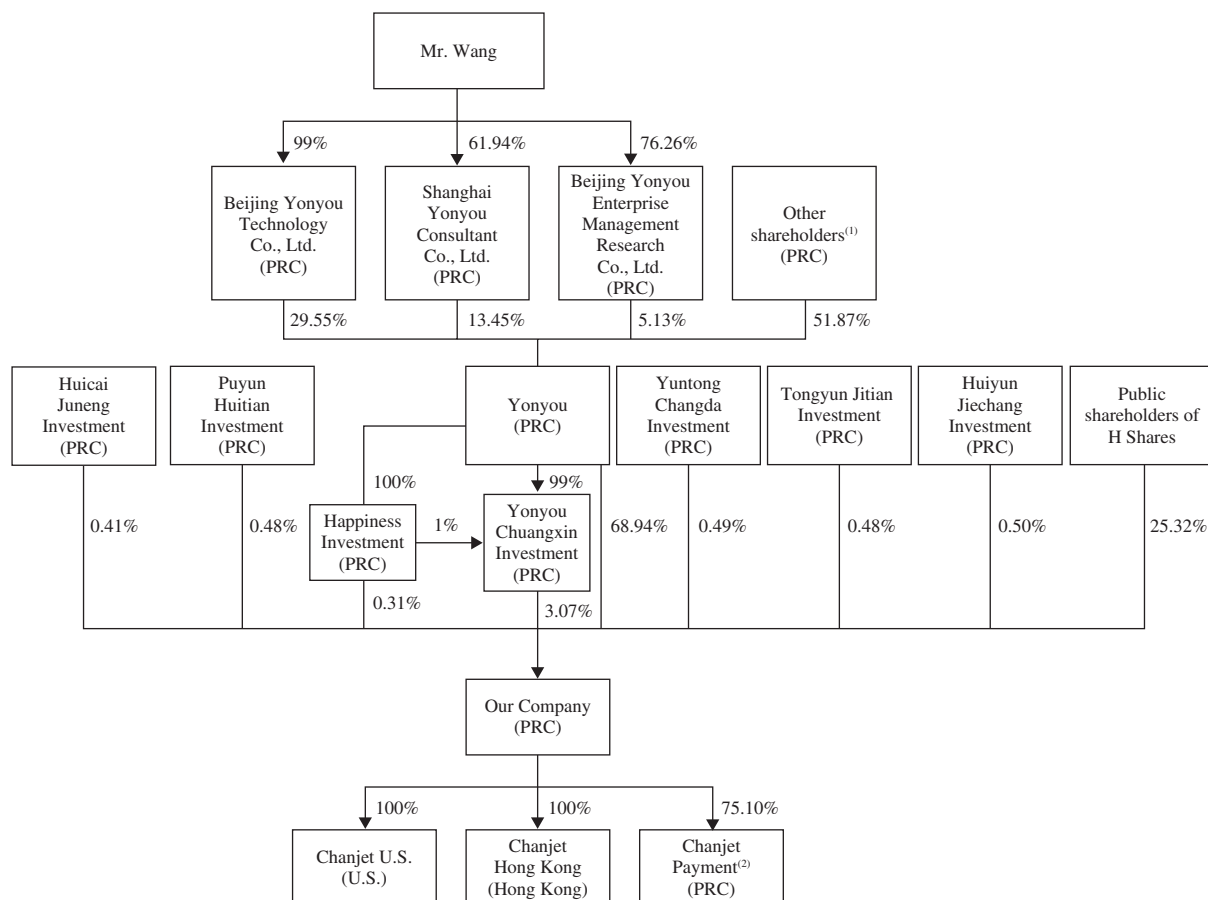 Mr. Wang
99%
61.94%
76.26%
Beijing Yonyou
Technology
Co., Ltd.
(PRC)
Shanghai
Yonyou
Consultant
Co., Ltd.
(PRC)
Beijing Yonyou
Enterprise
Management
Research
Co., Ltd.
(PRC)
Other
shareholders(1)
(PRC)
29.55%
13.45%
5.13%
51.87%
Huicai
Juneng
Investment
(PRC)
Puyun
Huitian
Investment
(PRC)
Yonyou
(PRC)
Yuntong
Changda
Investment
(PRC)
Tongyun Jitian
Investment
(PRC)
Huiyun
Jiechang
Investment
(PRC)
Public
shareholders of
H Shares
100%
99%
0.41%
0.48%
Happiness
Investment
(PRC)
1%
Yonyou
Chuangxin
Investment
(PRC)
68.94%
0.49%
0.48%
0.50%
25.32%
0.31%
3.07%
Our Company
(PRC)
100%
100%
75.10%
Chanjet U.S.
(U.S.)
Chanjet
Hong Kong
(Hong Kong)
Chanjet
Payment(2)
(PRC)